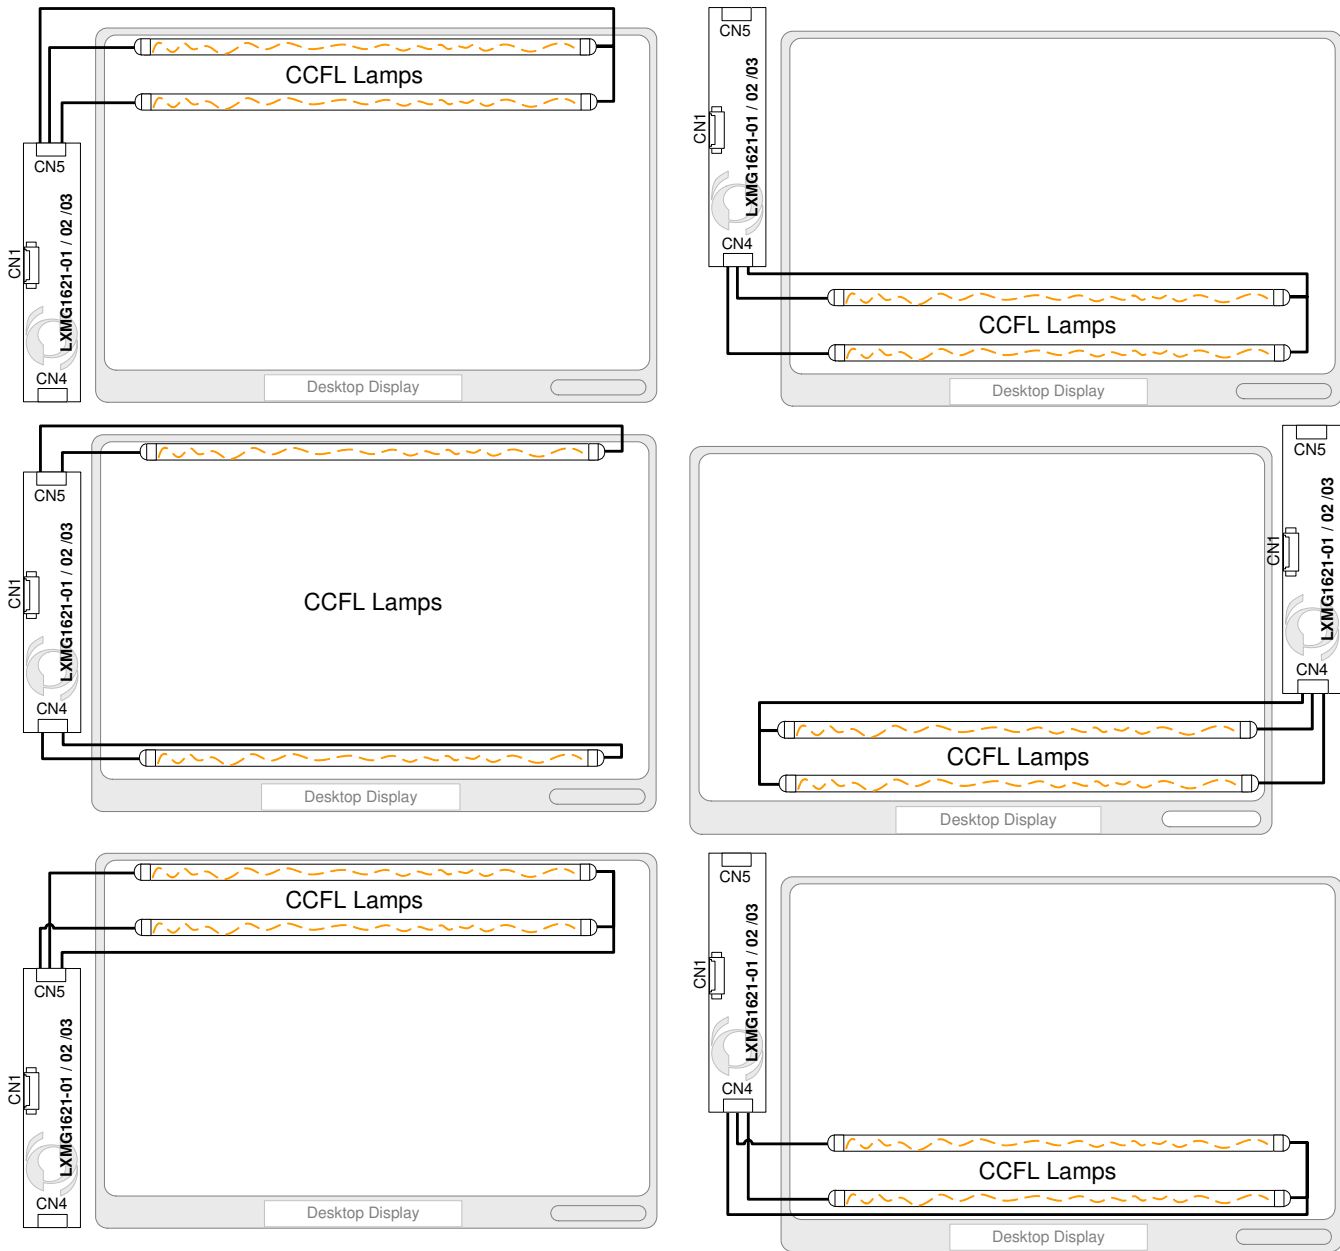 CCFL Lamps
CN5
CN1
LXMG1621-01 / 02 /03
CN4
Desktop Display
CN5
CN1
LXMG1621-01 / 02 /03
CN4
CCFL Lamps
Desktop Display
CN5
CN1
LXMG1621-01 / 02 /03
CCFL Lamps
CN4
Desktop Display
CN5
CN1
LXMG1621-01 / 02 /03
CN4
CCFL Lamps
Desktop Display
CCFL Lamps
CN5
CN1
LXMG1621-01 / 02 /03
CN4
Desktop Display
CN5
CN1
LXMG1621-01 / 02 /03
CN4
CCFL Lamps
Desktop Display